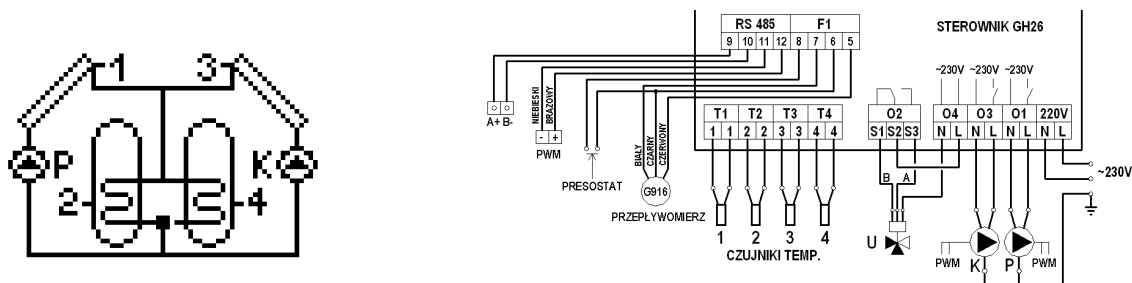 1 3
P K
2 4
RS 485 F1
9 10 11 12 8 7 6 5
STEROWNIK GH26
~230V ~230V ~230V
A+ B-
NIEBIESKI
BRĄZOWY
- +
PWM
PRESOSTAT
BIAŁY
CZARNY
CZERWONY
G916
PRZEPŁYWOMIERZ
T1 T2 T3 T4
1 1 2 2 3 3 4 4
1 2 3 4
CZUJNIKI TEMP.
O2 O4 O3 O1 220V
S1 S2 S3 N L N L N L N L
B A
~230V
U
PWM K P PWM